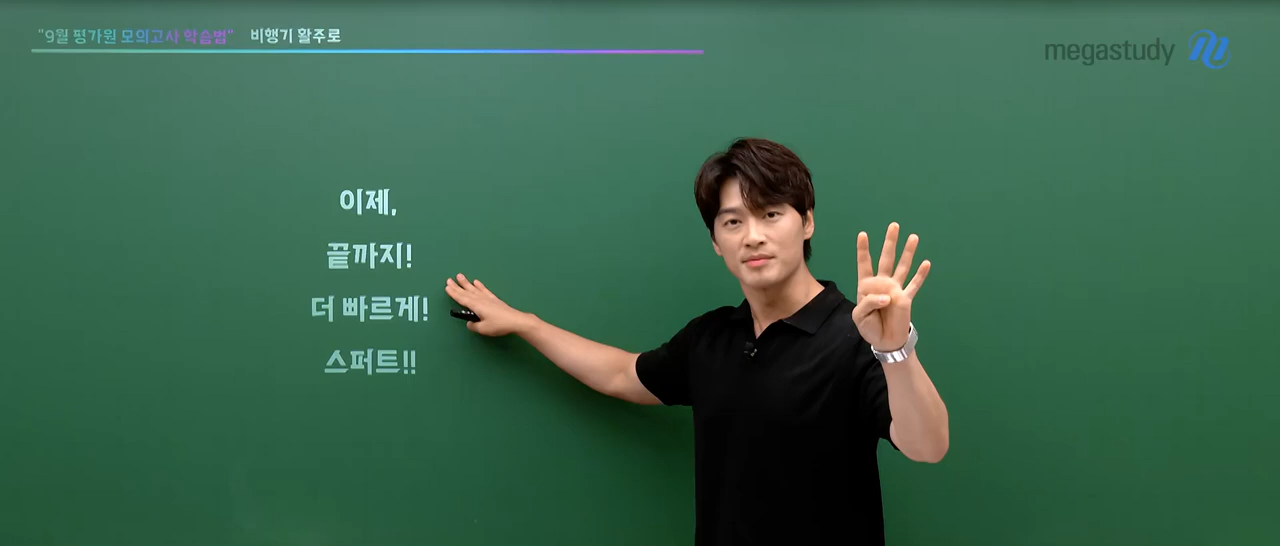 "9월 평가원 모의고사 학습법" 비행기 활주로
megastudy
이제,
끝까지!
더 빠르게!
스퍼트!!